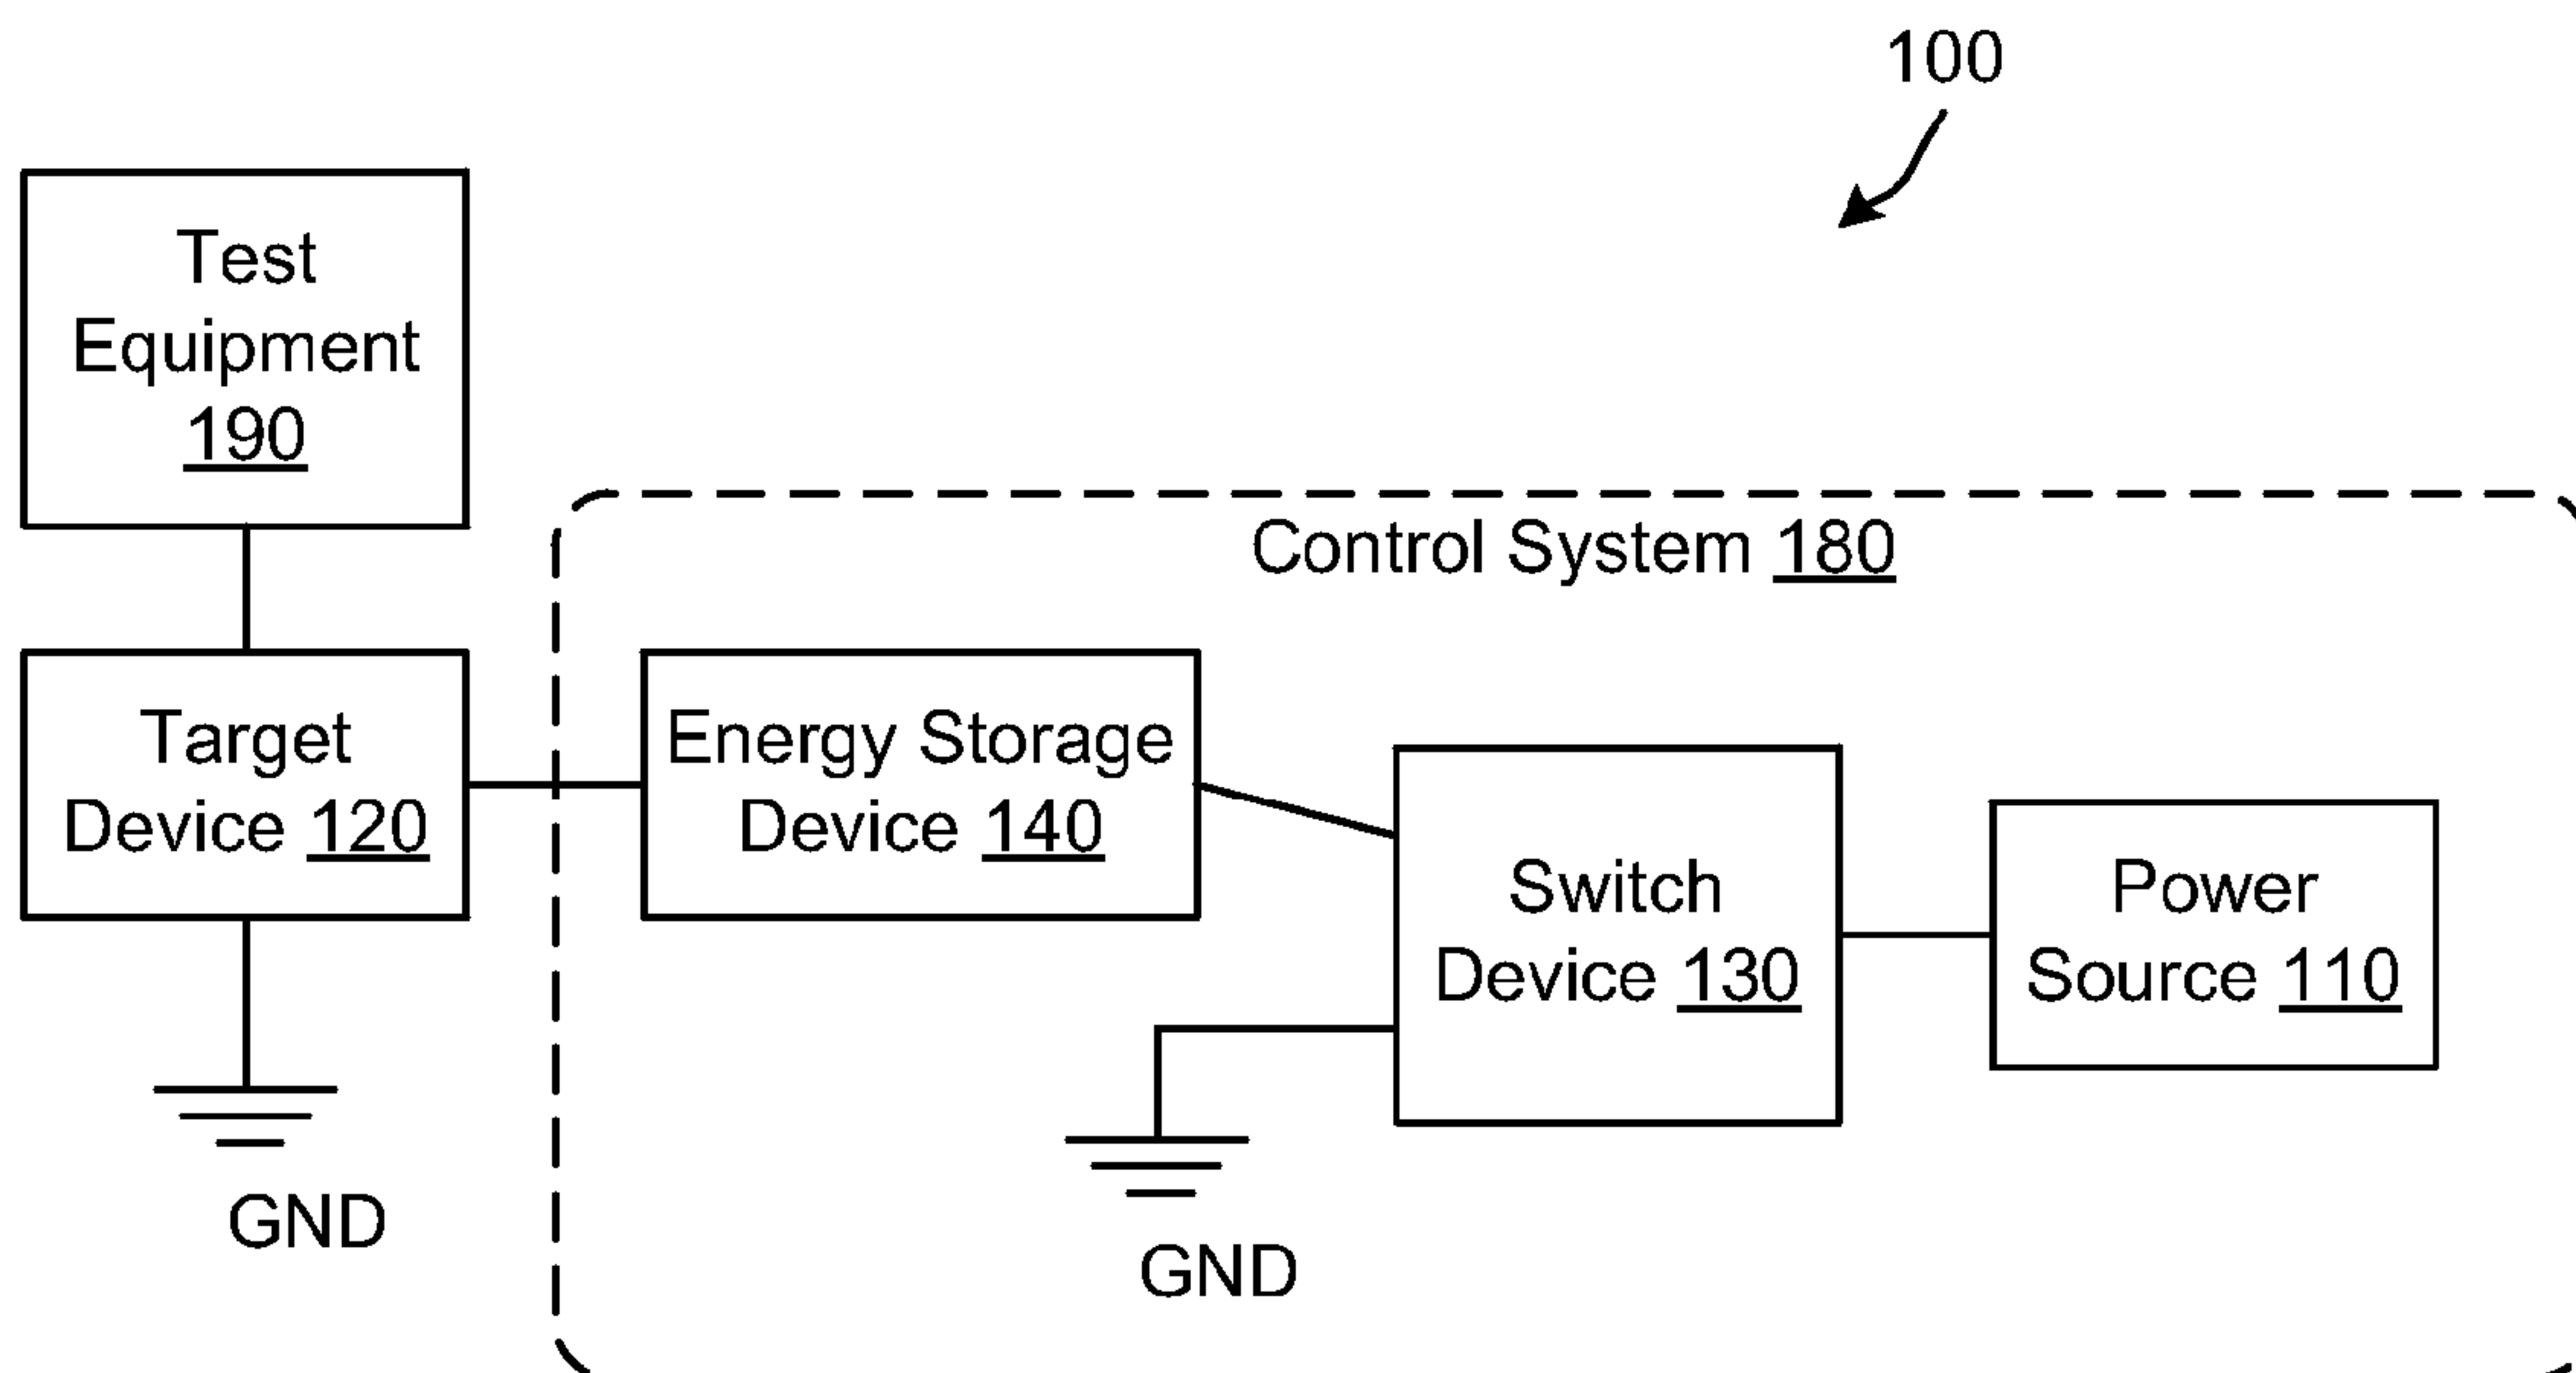 100
Test
Equipment
190
Control System 180
Target
Device 120
Energy Storage
Device 140
Switch
Device 130
Power
Source 110
GND
GND